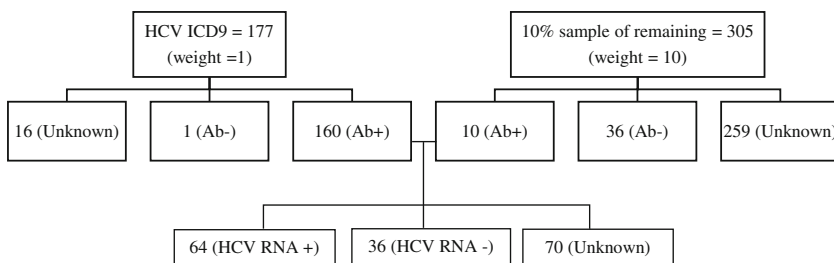 HCV ICD9 = 177
(weight =1)
10% sample of remaining = 305
(weight = 10)
16 (Unknown)
1 (Ab-)
160 (Ab+)
10 (Ab+)
36 (Ab-)
259 (Unknown)
64 (HCV RNA +)
36 (HCV RNA -)
70 (Unknown)